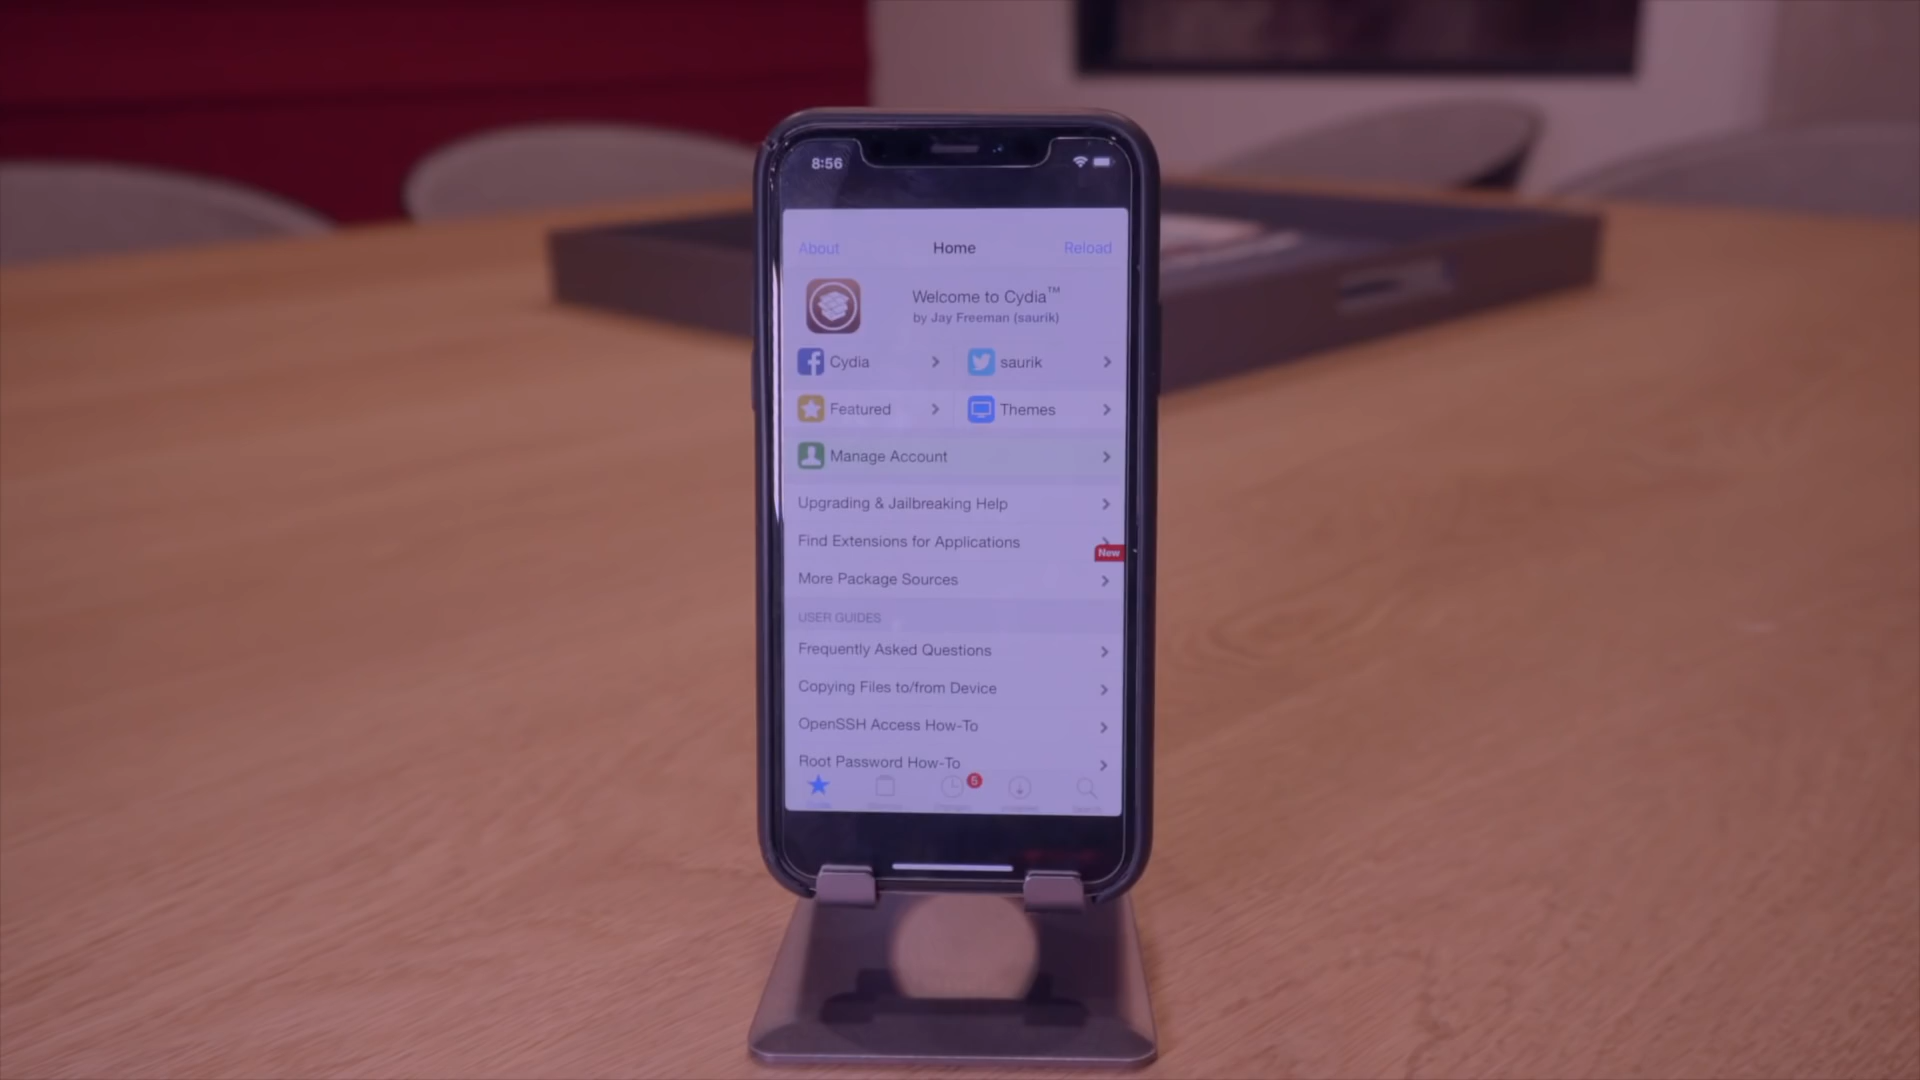 8:56
About Home Reload
Welcome to Cydia™
by Jay Freeman (saurik)
Cydia saurik
Featured Themes
Manage Account
Upgrading & Jailbreaking Help
Find Extensions for Applications
New
More Package Sources
USER GUIDES
Frequently Asked Questions
Copying Files to/from Device
OpenSSH Access How-To
Root Password How-To
5